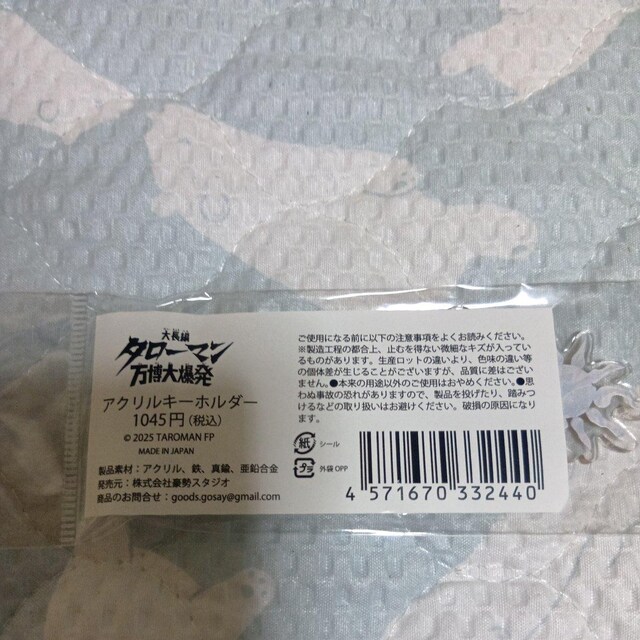 大長編
タローマン
万博大爆発
アクリルキーホルダー
1045円(税込)
© 2025 TAROMAN FP
MADE IN JAPAN
製品素材：アクリル、鉄、真鍮、亜鉛合金
発売元：株式会社豪勢スタジオ
商品のお問合せ：goods.gosay@gmail.com
ご使用になる前に以下の注意事項をよくお読みください。
※製造工程の都合上、止むを得ない微細なキズが入って
いるものがあります。生産ロットの違いより、色味の違い等
の個体差が生じることがございますが、品質に差はござい
ません。●本来の用途以外のご使用はおやめください。●思
わぬ事故の恐れがありますので、製品を投げたり、踏みつ
けるなどの取り扱いはお避けください。破損の原因になり
ます。
紙 シール
プラ 外袋 OPP
4 571670 332440